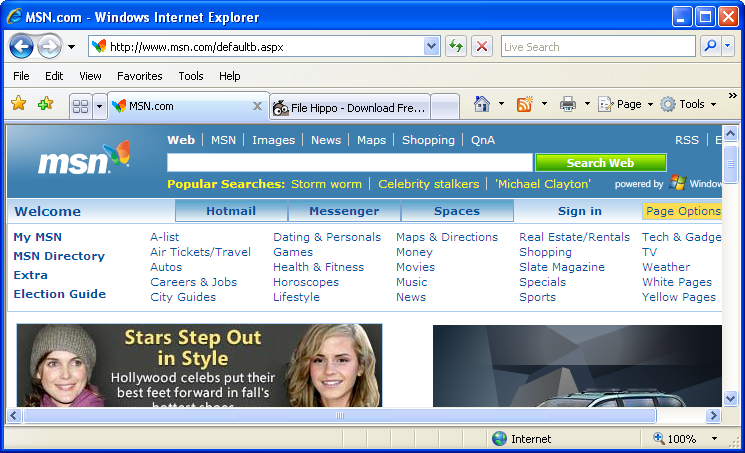 MSN.com - Windows Internet Explorer
http://www.msn.com/defaultb.aspx
Live Search
File Edit View Favorites Tools Help
MSN.com
File Hippo - Download Fre...
Page
Tools
Web MSN Images News Maps Shopping QnA
RSS E
msn
Search Web
Popular Searches: Storm worm Celebrity stalkers 'Michael Clayton'
powered by Window
Welcome Hotmail Messenger Spaces Sign in Page Options
My MSN
MSN Directory
Extra
Election Guide
A-list
Air Tickets/Travel
Autos
Careers & Jobs
City Guides
Dating & Personals
Games
Health & Fitness
Horoscopes
Lifestyle
Maps & Directions
Money
Movies
Music
News
Real Estate/Rentals
Shopping
Slate Magazine
Specials
Sports
Tech & Gadge
TV
Weather
White Pages
Yellow Pages
Stars Step Out
in Style
Hollywood celebs put their
best feet forward in fall's
hottest shoes
Internet
100%